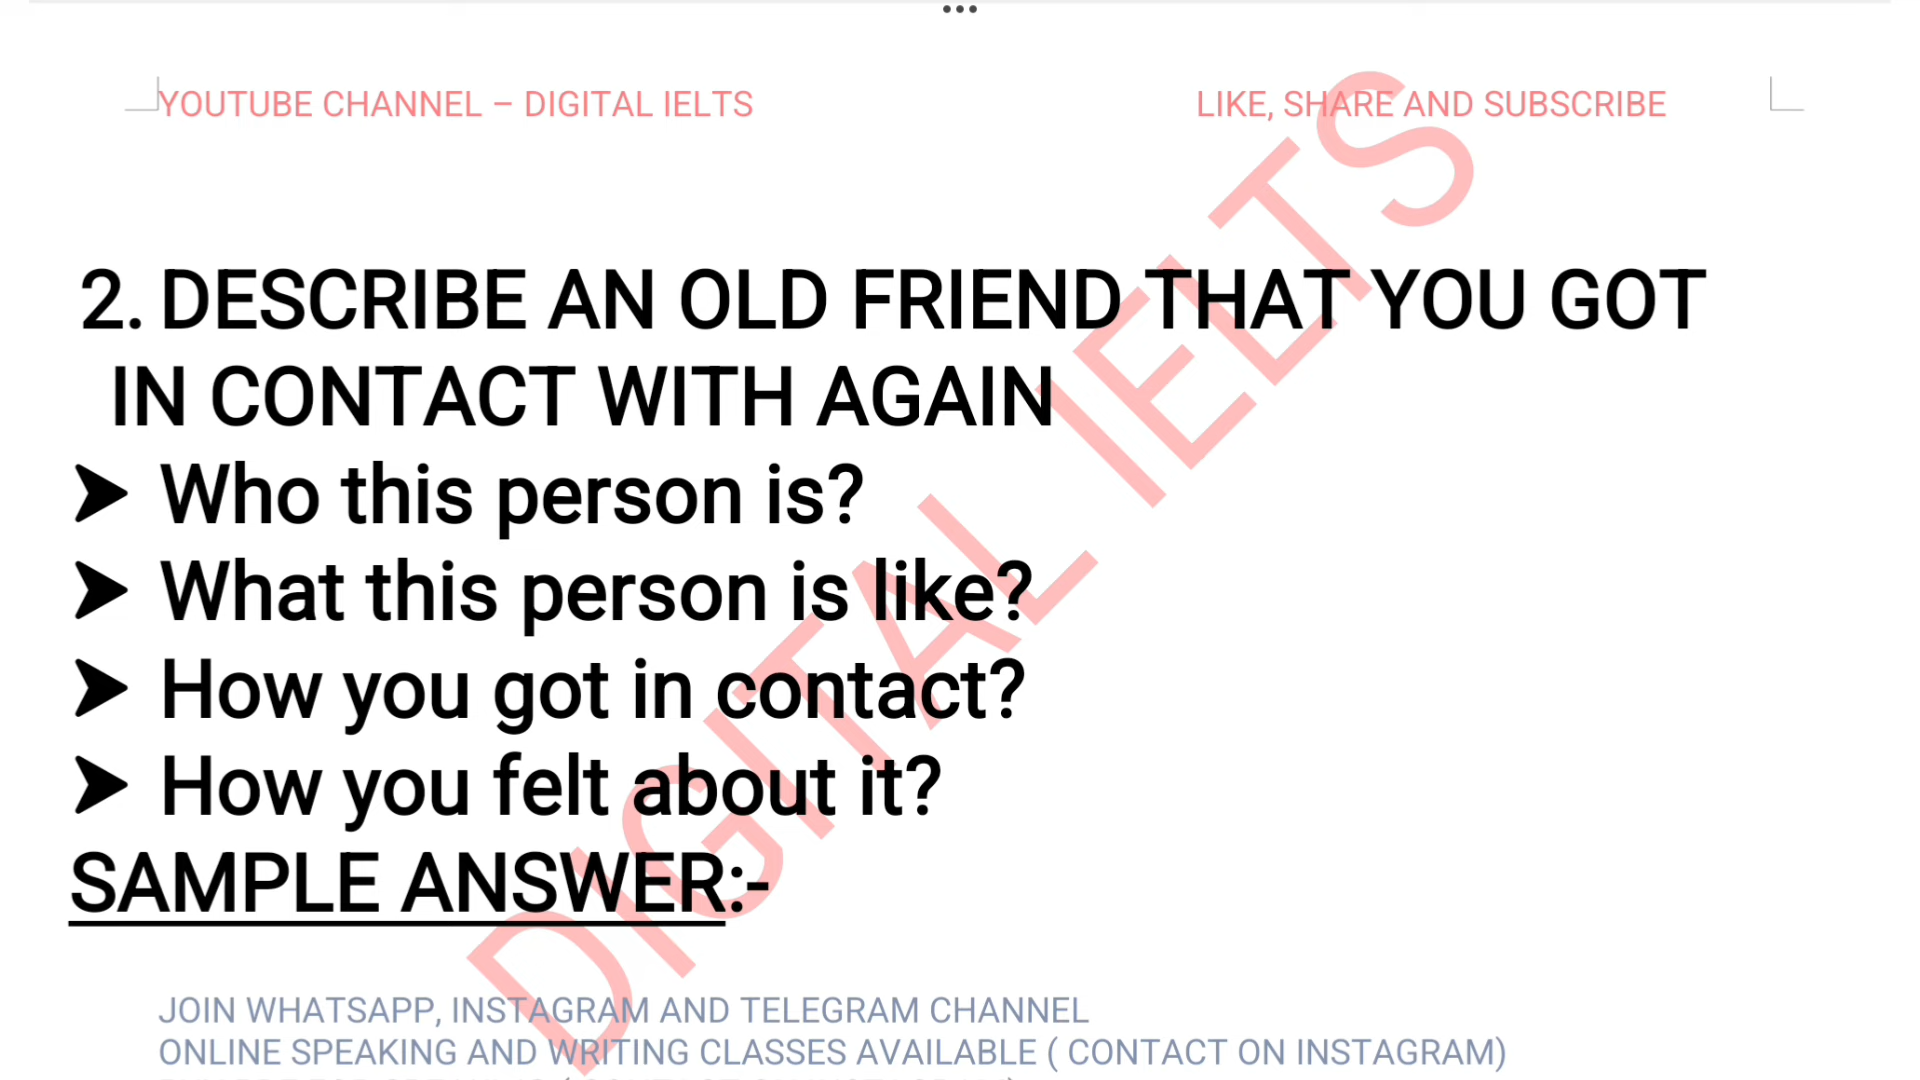 YOUTUBE CHANNEL – DIGITAL IELTS LIKE, SHARE AND SUBSCRIBE
2. DESCRIBE AN OLD FRIEND THAT YOU GOT
IN CONTACT WITH AGAIN
➤ Who this person is?
➤ What this person is like?
➤ How you got in contact?
➤ How you felt about it?
SAMPLE ANSWER:-
DIGITAL IELTS
JOIN WHATSAPP, INSTAGRAM AND TELEGRAM CHANNEL
ONLINE SPEAKING AND WRITING CLASSES AVAILABLE ( CONTACT ON INSTAGRAM)